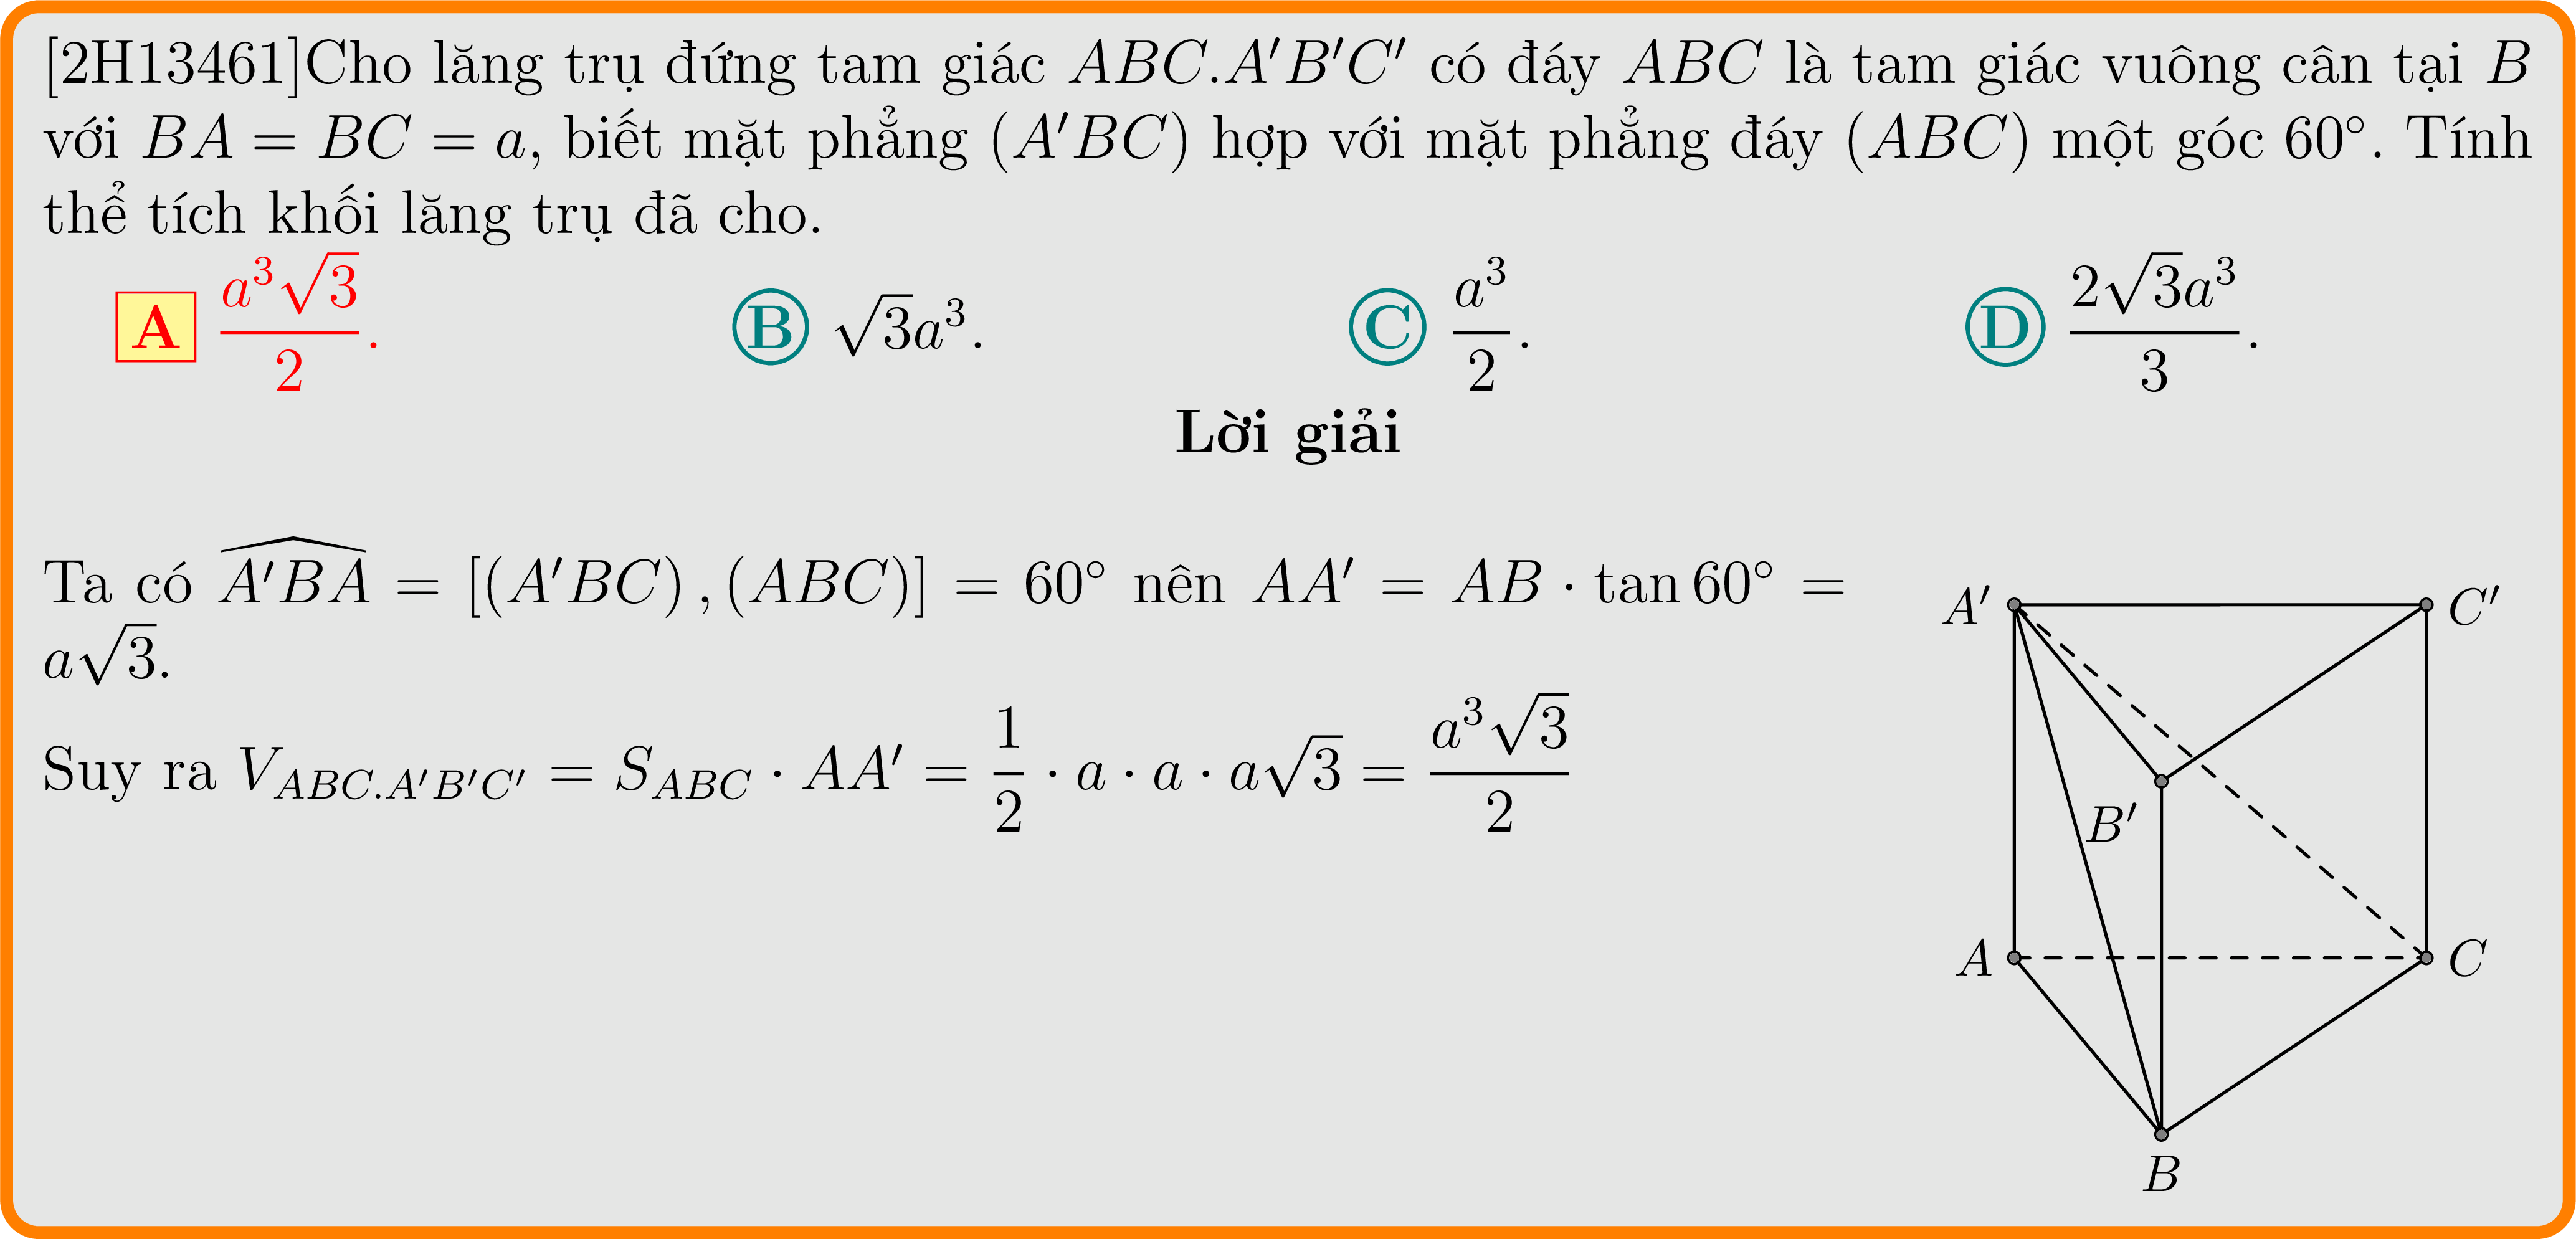 [2H13461]Cho lăng trụ đứng tam giác ABC.A′B′C′ có đáy ABC là tam giác vuông cân tại B
với BA = BC = a, biết mặt phẳng (A′BC) hợp với mặt phẳng đáy (ABC) một góc 60°. Tính
thể tích khối lăng trụ đã cho.
A $\frac{a^3\sqrt{3}}{2}$. B $\sqrt{3}a^3$. C $\frac{a^3}{2}$. D $\frac{2\sqrt{3}a^3}{3}$.
Lời giải
Ta có $\widehat{A'BA}$ = [(A′BC) , (ABC)] = 60° nên AA′ = AB · tan 60° =
$a\sqrt{3}$.
Suy ra $V_{ABC.A'B'C'} = S_{ABC} \cdot AA' = \frac{1}{2} \cdot a \cdot a \cdot a\sqrt{3} = \frac{a^3\sqrt{3}}{2}$
A′
C′
B′
A
C
B